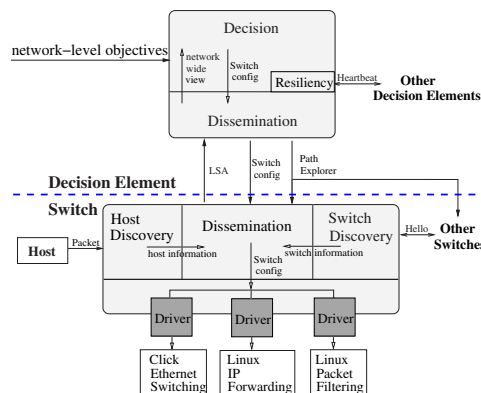 Decision
network-level objectives
network
wide
view
Switch
config
Resiliency
Heartbeat
Other
Decision Elements
Dissemination
LSA
Switch
config
Path
Explorer
Decision Element
Switch
Host
Discovery
Dissemination
Switch
Discovery
Hello
Other
Switches
Host
Packet
host information
switch information
Switch
config
Driver
Driver
Driver
Click
Ethernet
Switching
Linux
IP
Forwarding
Linux
Packet
Filtering